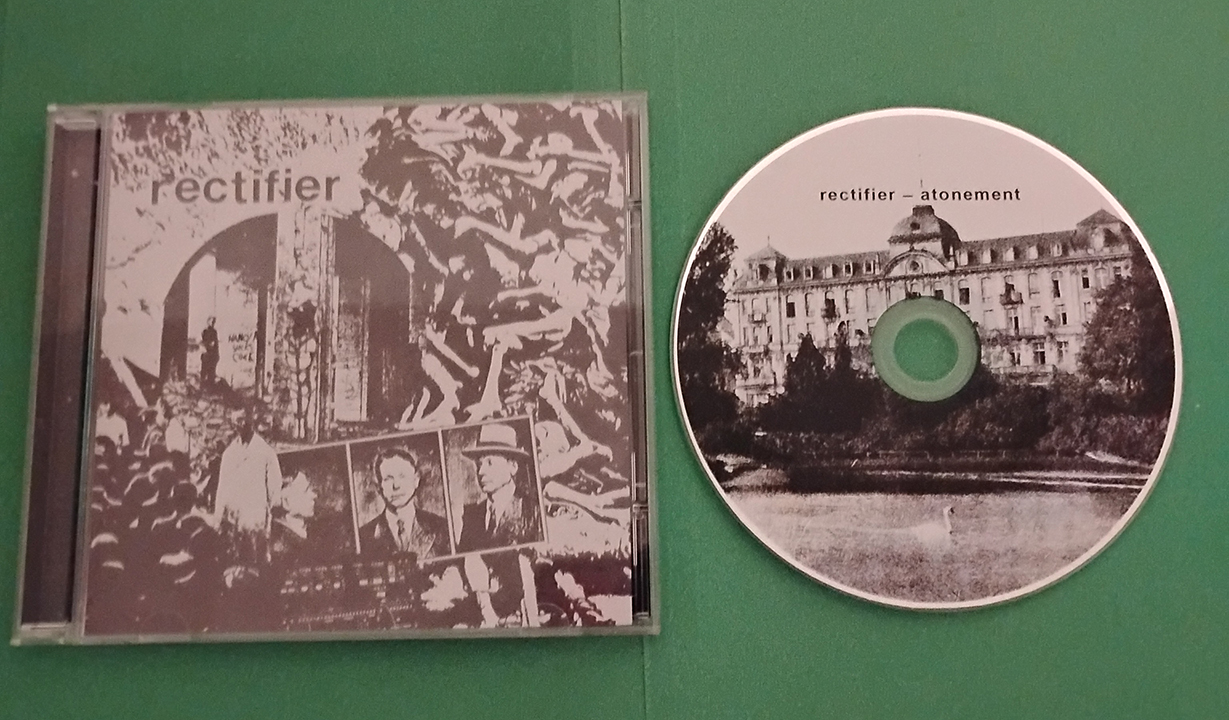 rectifier
rectifier – atonement